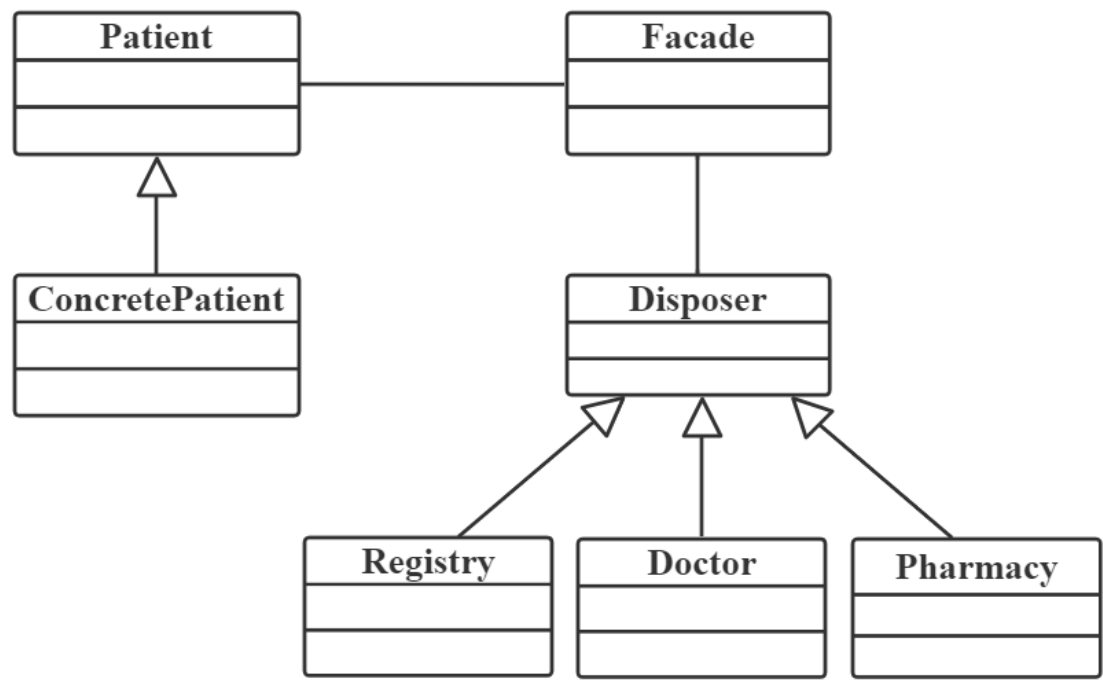 Patient
Facade
ConcretePatient
Disposer
Registry
Doctor
Pharmacy